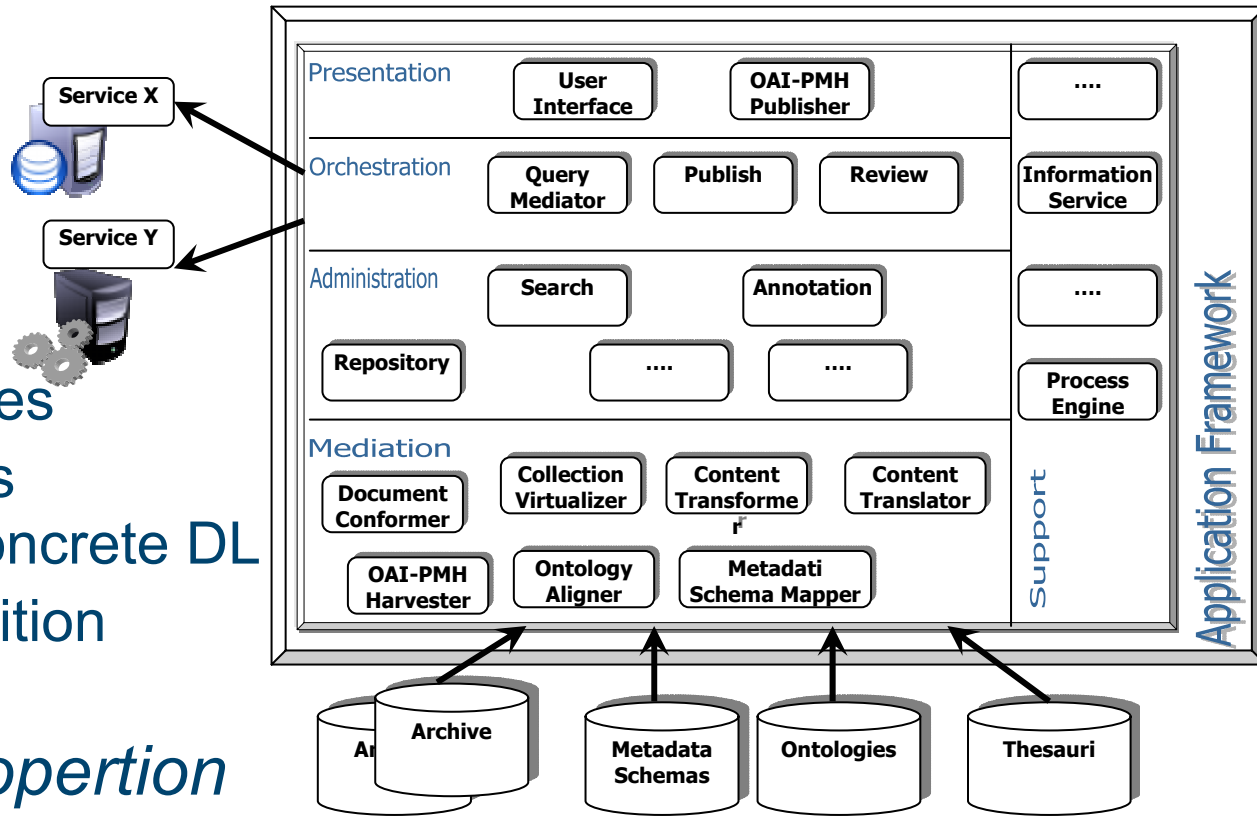 Service X
Service Y
es
s
oncrete DL
ition
opertion
Presentation
User
Interface
OAI-PMH
Publisher
Orchestration
Query
Mediator
Publish
Review
Administration
Search
Annotation
Repository
....
....
Mediation
Document
Conformer
Collection
Virtualizer
Content
Transforme
r
Content
Translator
OAI-PMH
Harvester
Ontology
Aligner
Metadati
Schema Mapper
....
Information
Service
....
Process
Engine
Support
Application Framework
Ar
Archive
Metadata
Schemas
Ontologies
Thesauri